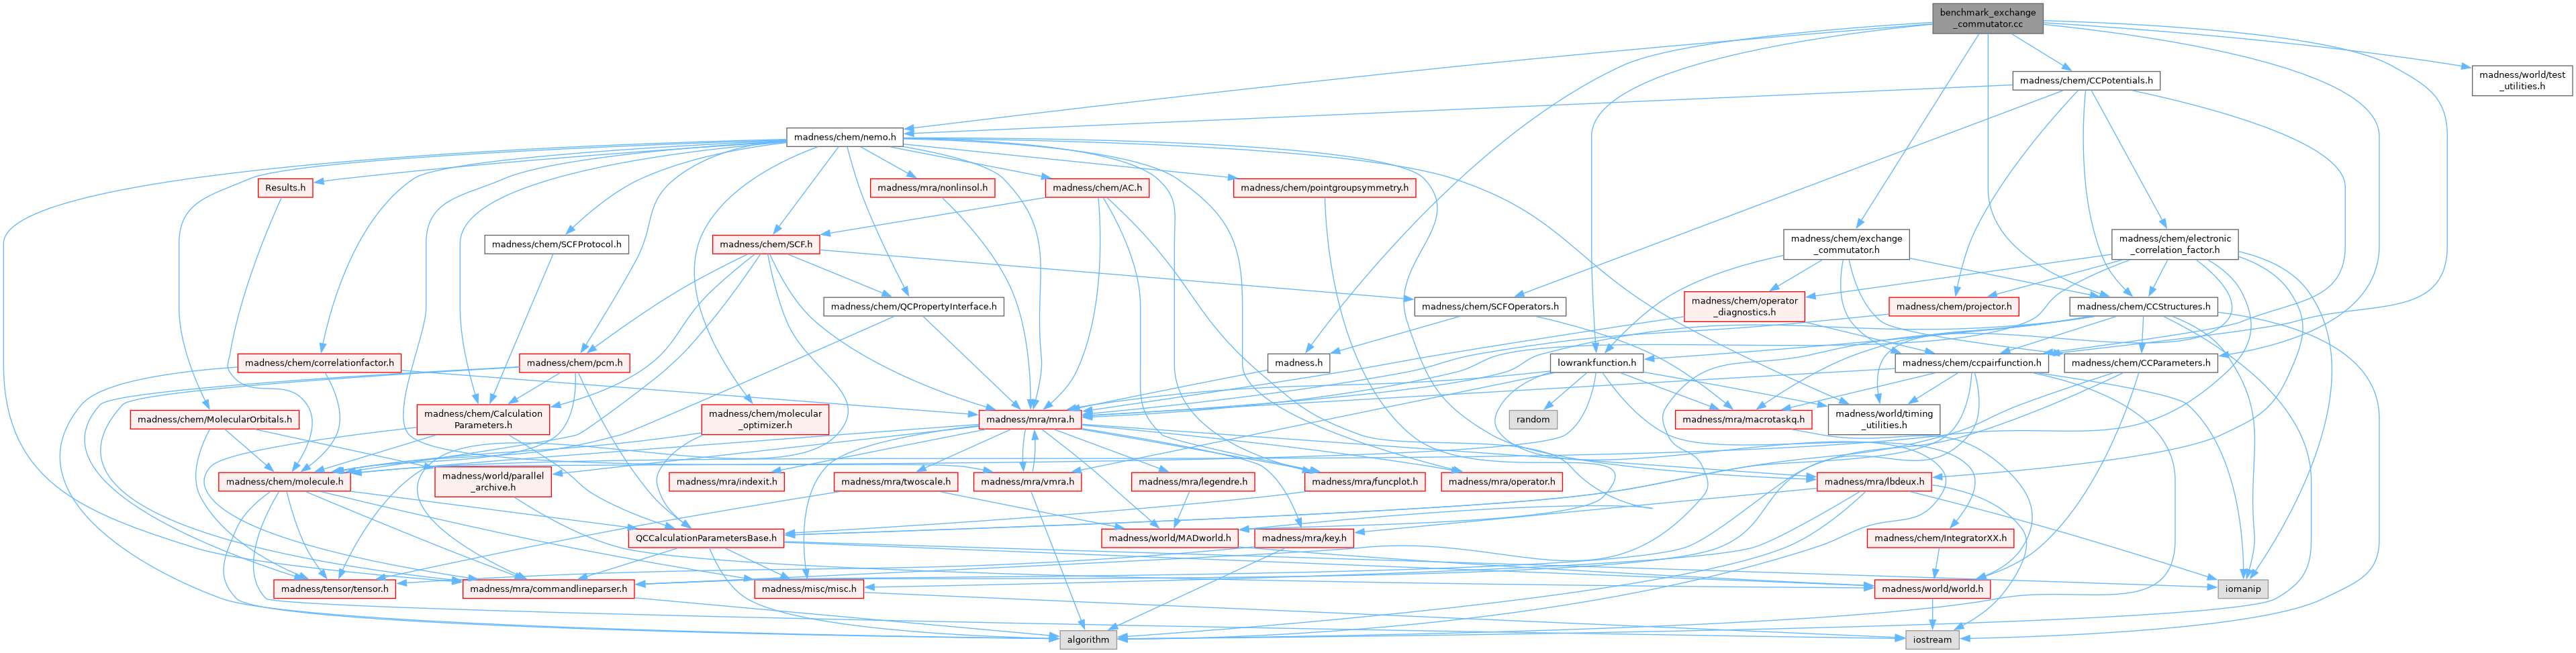 benchmark_exchange
_commutator.cc
madness/world/test
_utilities.h
madness/chem/CCPotentials.h
madness/chem/nemo.h
Results.h
madness/mra/nonlinsol.h
madness/chem/AC.h
madness/chem/pointgroupsymmetry.h
madness/chem/SCFProtocol.h
madness/chem/SCF.h
madness/chem/exchange
_commutator.h
madness/chem/electronic
_correlation_factor.h
madness/chem/QCPropertyInterface.h
madness/chem/SCFOperators.h
madness/chem/operator
_diagnostics.h
madness/chem/projector.h
madness/chem/CCStructures.h
madness/chem/correlationfactor.h
madness/chem/pcm.h
madness.h
lowrankfunction.h
madness/chem/ccpairfunction.h
madness/chem/CCParameters.h
madness/chem/MolecularOrbitals.h
madness/chem/Calculation
Parameters.h
madness/chem/molecular
_optimizer.h
madness/mra/mra.h
random
madness/mra/macrotaskq.h
madness/world/timing
_utilities.h
madness/chem/molecule.h
madness/world/parallel
_archive.h
madness/mra/indexit.h
madness/mra/twoscale.h
madness/mra/vmra.h
madness/mra/legendre.h
madness/mra/funcplot.h
madness/mra/operator.h
madness/mra/lbdeux.h
QCCalculationParametersBase.h
madness/world/MADworld.h
madness/mra/key.h
madness/chem/IntegratorXX.h
madness/tensor/tensor.h
madness/mra/commandlineparser.h
madness/misc/misc.h
madness/world/world.h
iomanip
algorithm
iostream